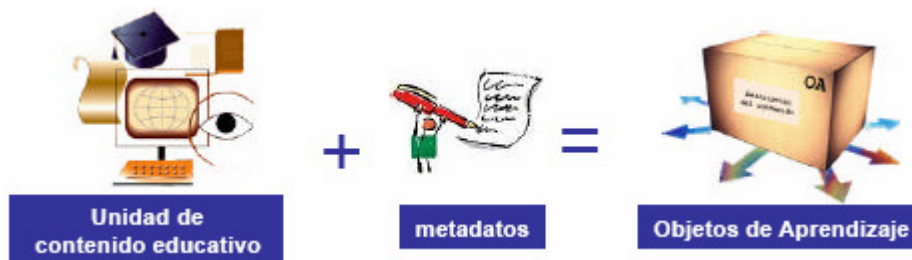 OA
+
=
Unidad de
contenido educativo
metadatos
Objetos de Aprendizaje